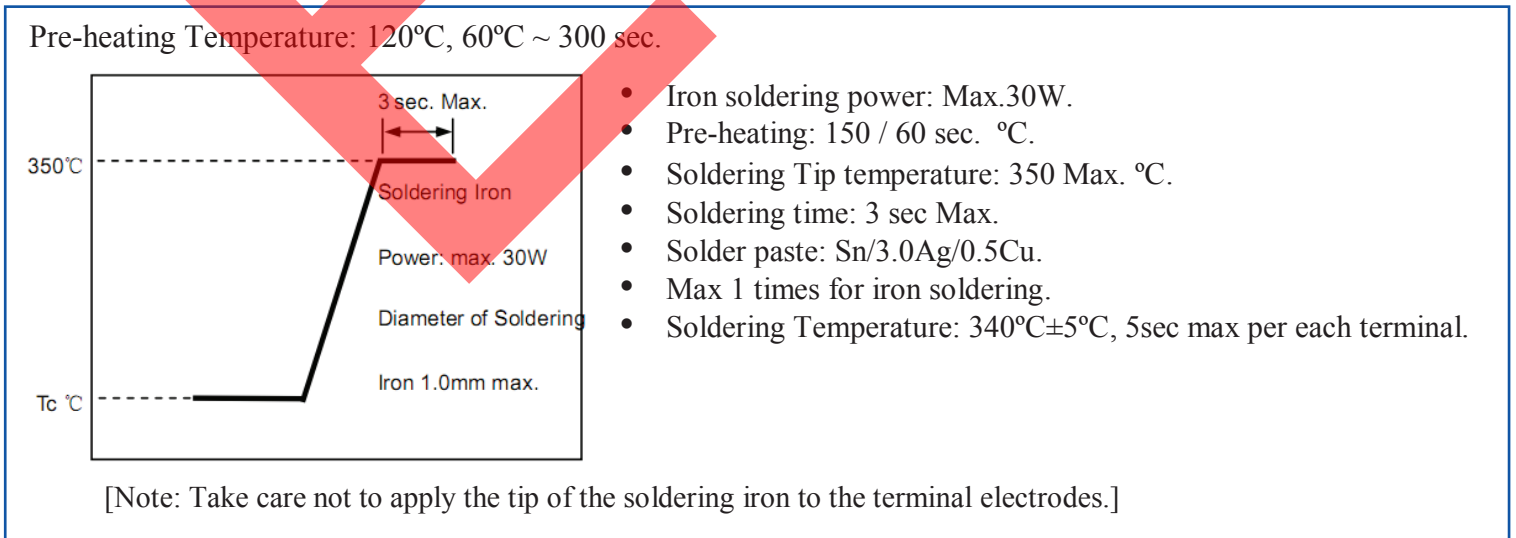 Pre-heating Temperature: 120ºC, 60ºC ~ 300 sec.
3 sec. Max.
350℃
Soldering Iron
Power: max. 30W
Diameter of Soldering
Iron 1.0mm max.
Tc ℃
• Iron soldering power: Max.30W.
• Pre-heating: 150 / 60 sec. ºC.
• Soldering Tip temperature: 350 Max. ºC.
• Soldering time: 3 sec Max.
• Solder paste: Sn/3.0Ag/0.5Cu.
• Max 1 times for iron soldering.
• Soldering Temperature: 340ºC±5ºC, 5sec max per each terminal.
[Note: Take care not to apply the tip of the soldering iron to the terminal electrodes.]